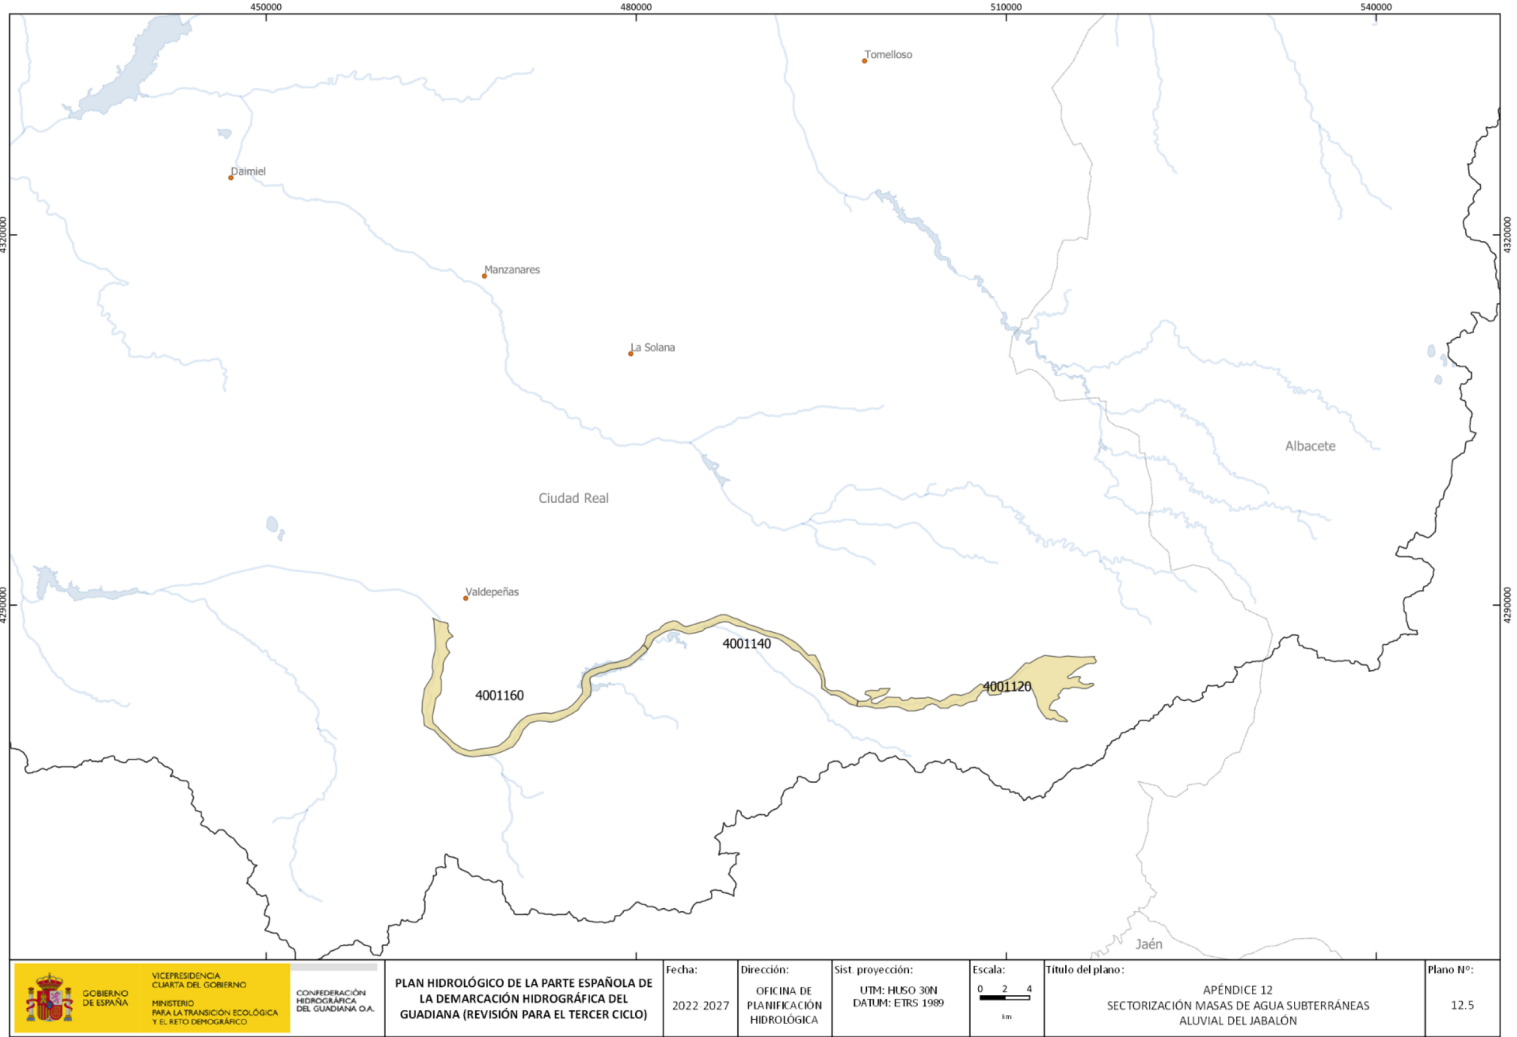 450000
480000
510000
540000
Tomelloso
Daimiel
4320000
4320000
Manzanares
La Solana
Albacete
Ciudad Real
Valdepeñas
4290000
4290000
4001140
4001160
4001120
Jaén
GOBIERNO
DE ESPAÑA
VICEPRESIDENCIA
CUARTA DEL GOBIERNO
MINISTERIO
PARA LA TRANSICIÓN ECOLÓGICA
Y EL RETO DEMOGRÁFICO
CONFEDERACIÓN
HIDROGRÁFICA
DEL GUADIANA O.A.
PLAN HIDROLÓGICO DE LA PARTE ESPAÑOLA DE
LA DEMARCACIÓN HIDROGRÁFICA DEL
GUADIANA (REVISIÓN PARA EL TERCER CICLO)
Fecha:
2022 2027
Dirección:
OFICINA DE
PLANIFICACIÓN
HIDROLÓGICA
Sist. proyección:
UTM: HUSO 30N
DATUM: ETRS 1989
Escala:
0 2 4
km
Título del plano:
APÉNDICE 12
SECTORIZACIÓN MASAS DE AGUA SUBTERRÁNEAS
ALUVIAL DEL JABALÓN
Plano Nº:
12.5